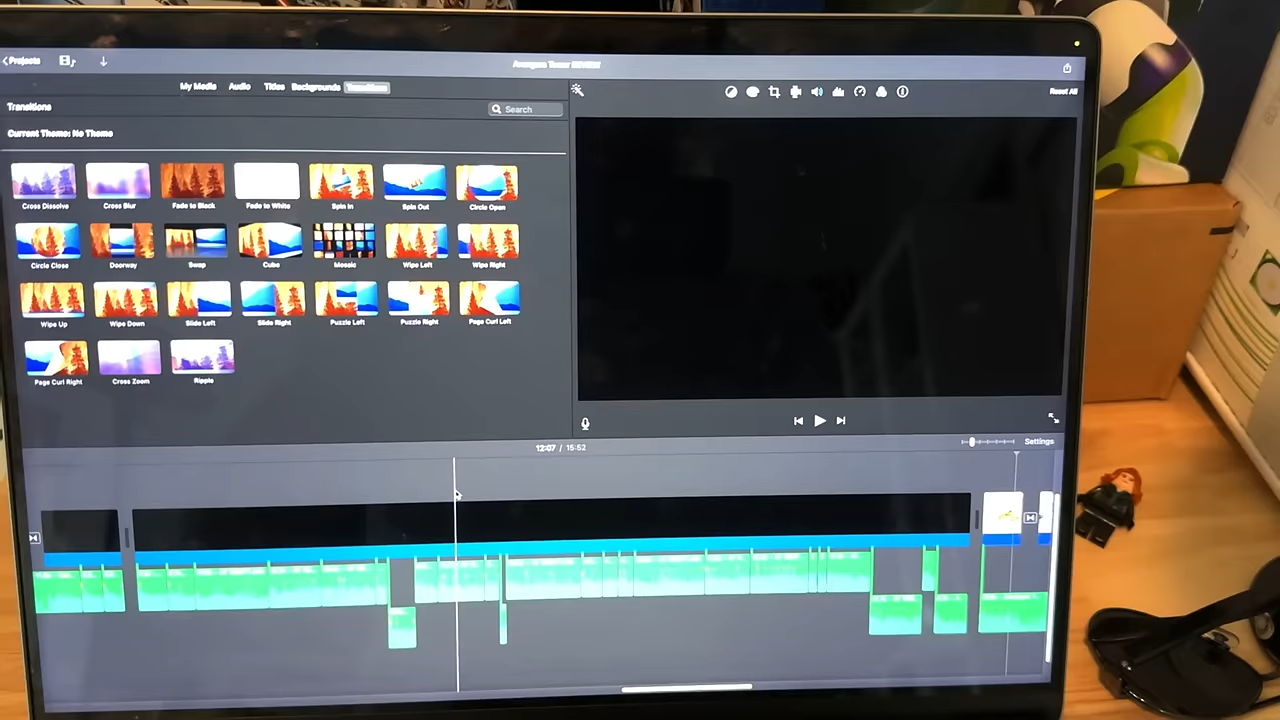 Projects
My Media Audio Titles Backgrounds Transitions
Reset All
Transitions
Search
Current Theme: No Theme
Cross Dissolve Cross Blur Fade to Black Fade to White Spin In Spin Out Circle Open
Circle Close Doorway Swap Cube Mosaic Wipe Left Wipe Right
Wipe Up Wipe Down Slide Left Slide Right Puzzle Left Puzzle Right Page Curl Left
Page Curl Right Cross Zoom Ripple
12:07 / 15:52
Settings